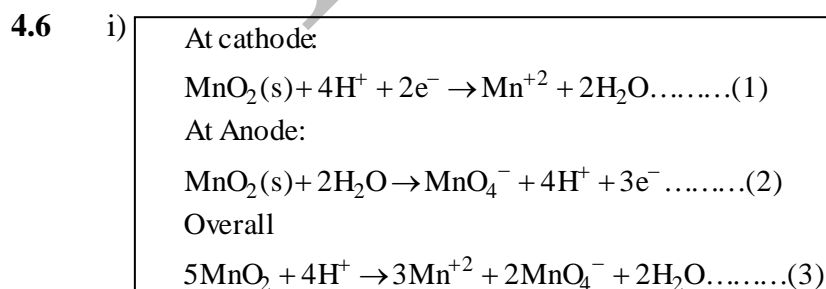 4.6 i) At cathode:
MnO₂(s) + 4H⁺ + 2e⁻ → Mn⁺² + 2H₂O.........(1)
At Anode:
MnO₂(s) + 2H₂O → MnO₄⁻ + 4H⁺ + 3e⁻ .........(2)
Overall
5MnO₂ + 4H⁺ → 3Mn⁺² + 2MnO₄⁻ + 2H₂O.........(3)